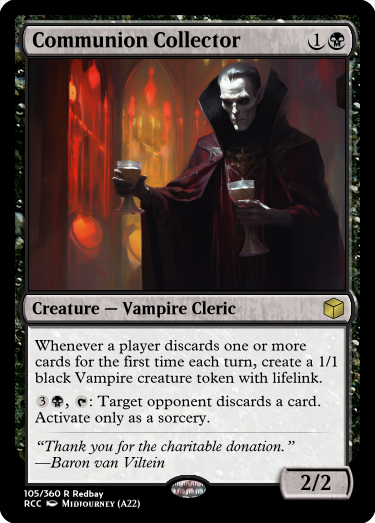 Communion Collector 1
Creature — Vampire Cleric
Whenever a player discards one or more
cards for the first time each turn, create a 1/1
black Vampire creature token with lifelink.
3 , : Target opponent discards a card.
Activate only as a sorcery.
“Thank you for the charitable donation.”
—Baron van Viltein
2/2
105/360 R Redbay
RCC Midjourney (A22)